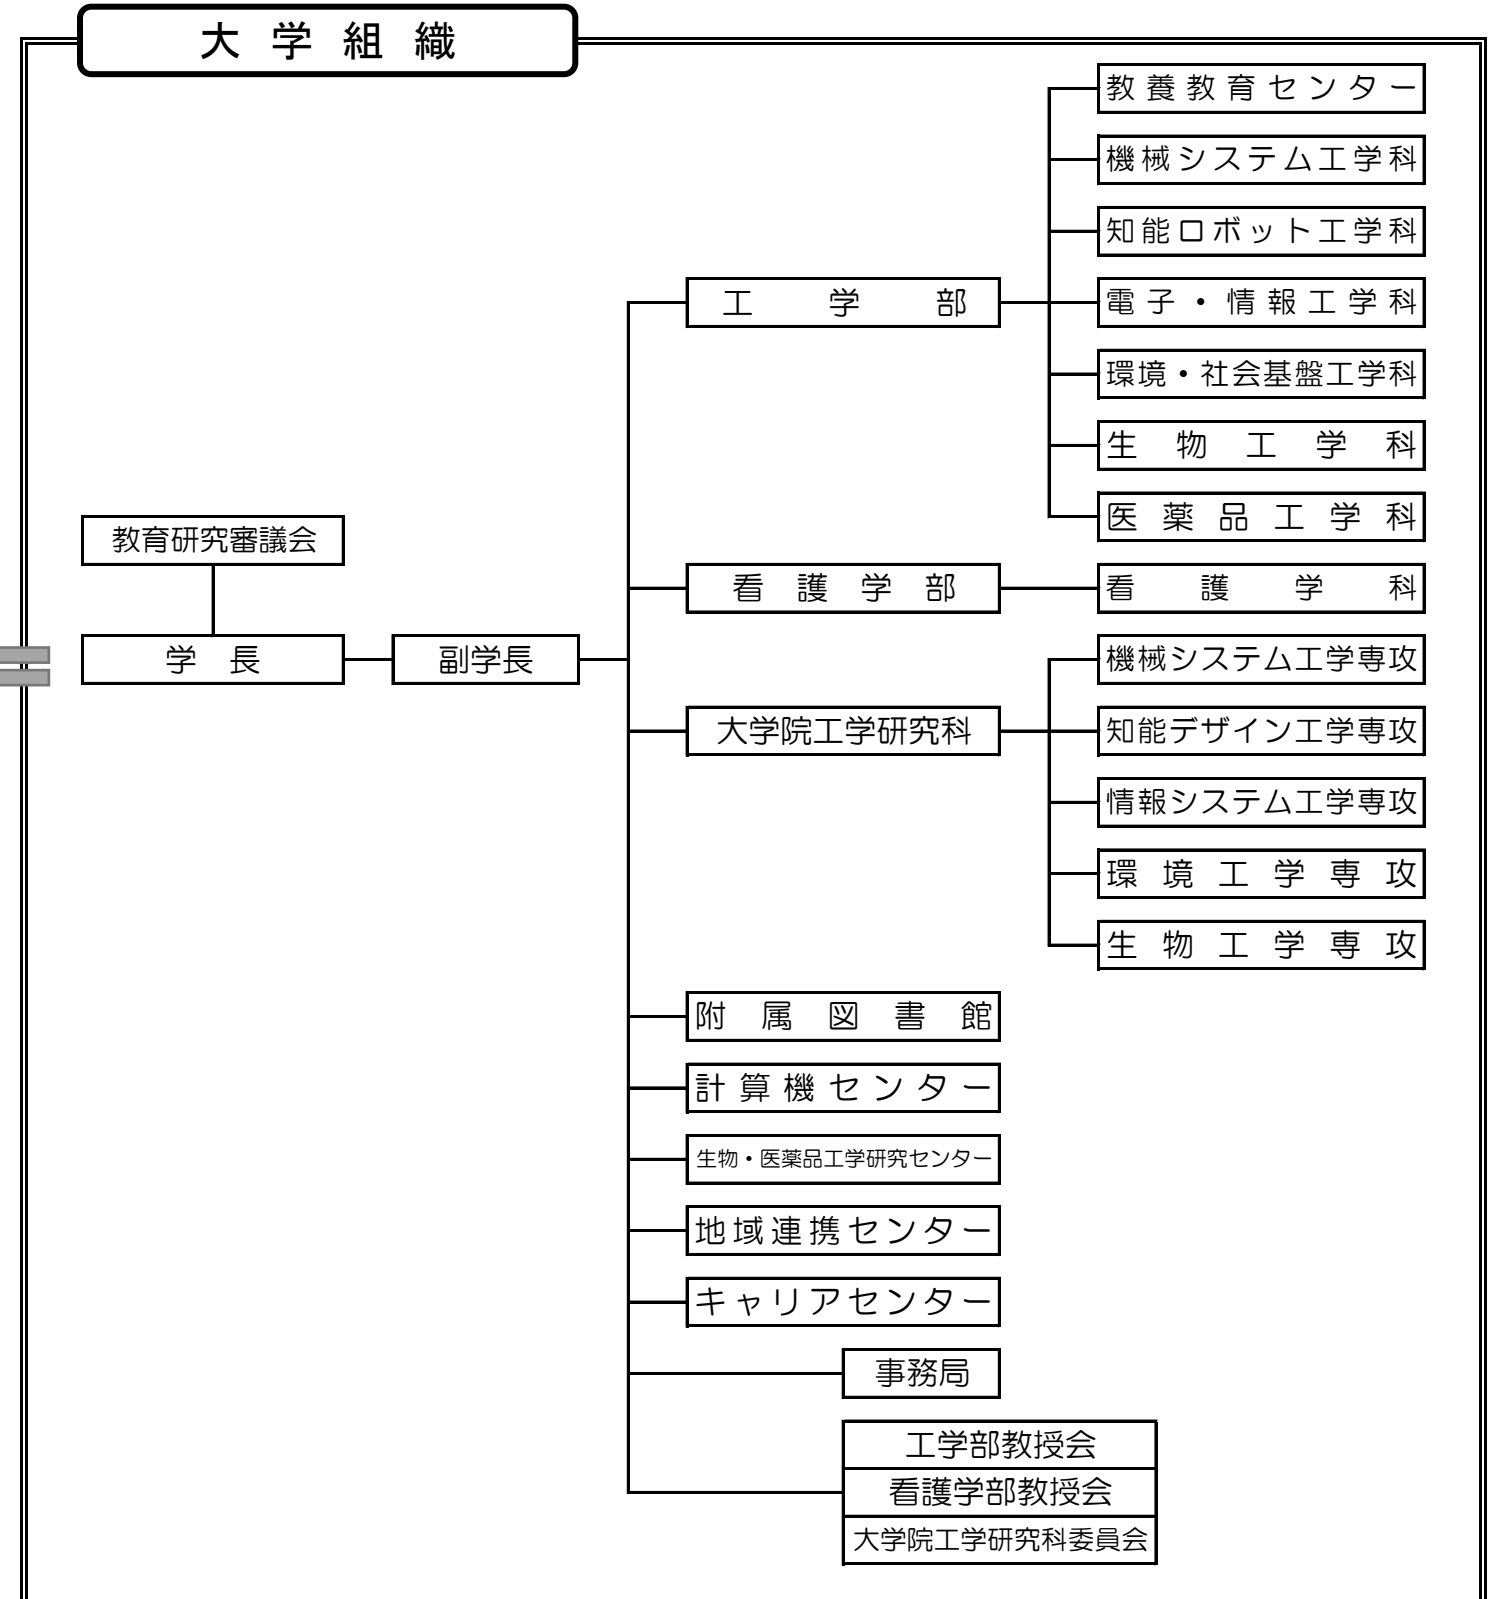 大学組織
教養教育センター
機械システム工学科
知能ロボット工学科
工学部
電子・情報工学科
環境・社会基盤工学科
生物工学科
医薬品工学科
教育研究審議会
看護学部
看護学科
学長
副学長
機械システム工学専攻
大学院工学研究科
知能デザイン工学専攻
情報システム工学専攻
環境工学専攻
生物工学専攻
附属図書館
計算機センター
生物・医薬品工学研究センター
地域連携センター
キャリアセンター
事務局
工学部教授会
看護学部教授会
大学院工学研究科委員会